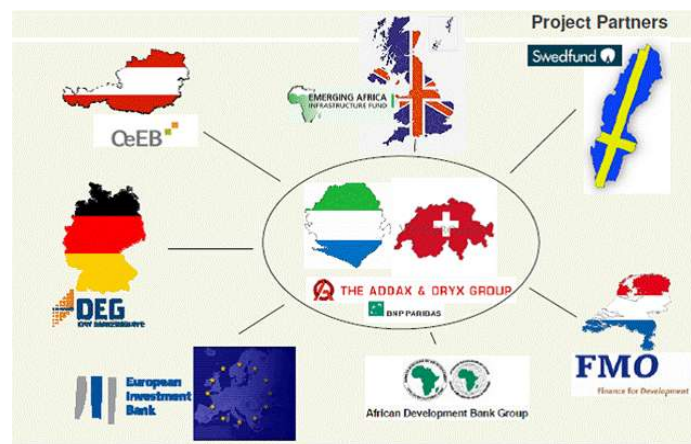 Project Partners
Swedfund
EMERGING AFRICA
INFRASTRUCTURE FUND
OeEB
THE ADDAX & ORYX GROUP
BNP PARIBAS
DEG
European
Investment
Bank
African Development Bank Group
FMO
Finance for Development